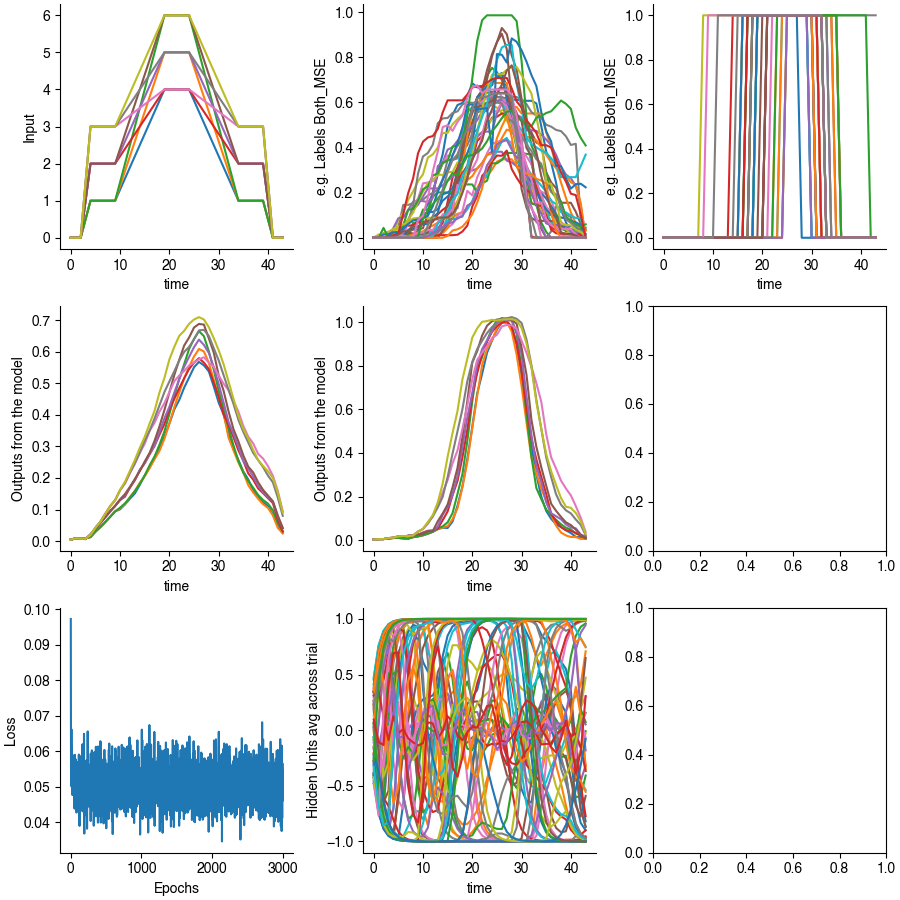 Input
6
5
4
3
2
1
0
0 10 20 30 40
time
e.g. Labels Both_MSE
1.0
0.8
0.6
0.4
0.2
0.0
0 10 20 30 40
time
e.g. Labels Both_MSE
1.0
0.8
0.6
0.4
0.2
0.0
0 20 40
time
Outputs from the model
0.7
0.6
0.5
0.4
0.3
0.2
0.1
0.0
0 10 20 30 40
time
Outputs from the model
1.0
0.8
0.6
0.4
0.2
0.0
0 10 20 30 40
time
1.0
0.8
0.6
0.4
0.2
0.0
0.0 0.2 0.4 0.6 0.8 1.0
Loss
0.10
0.09
0.08
0.07
0.06
0.05
0.04
0 1000 2000 3000
Epochs
Hidden Units avg across trial
1.0
0.5
0.0
−0.5
−1.0
0 10 20 30 40
time
1.0
0.8
0.6
0.4
0.2
0.0
0.0 0.2 0.4 0.6 0.8 1.0